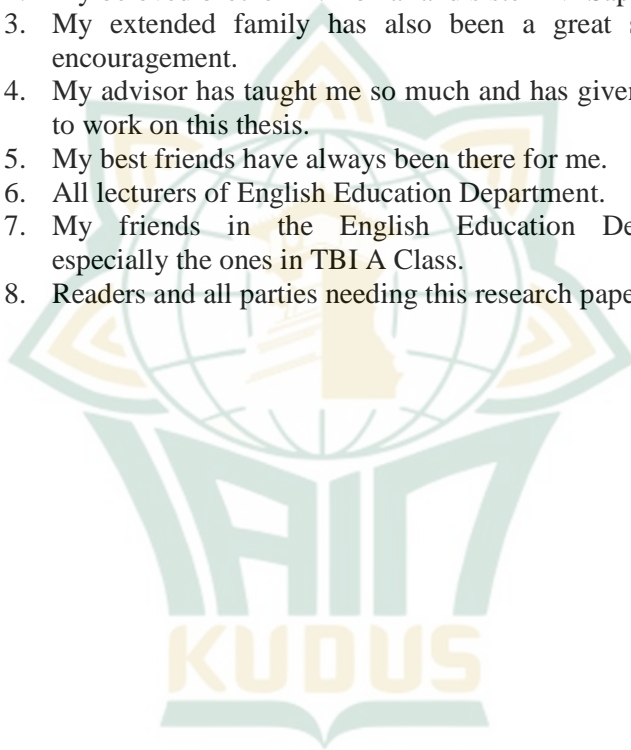 3. My extended family has also been a great
encouragement.
4. My advisor has taught me so much and has given
to work on this thesis.
5. My best friends have always been there for me.
6. All lecturers of English Education Department.
7. My friends in the English Education De
especially the ones in TBI A Class.
8. Readers and all parties needing this research pape
IAIN
KUDUS